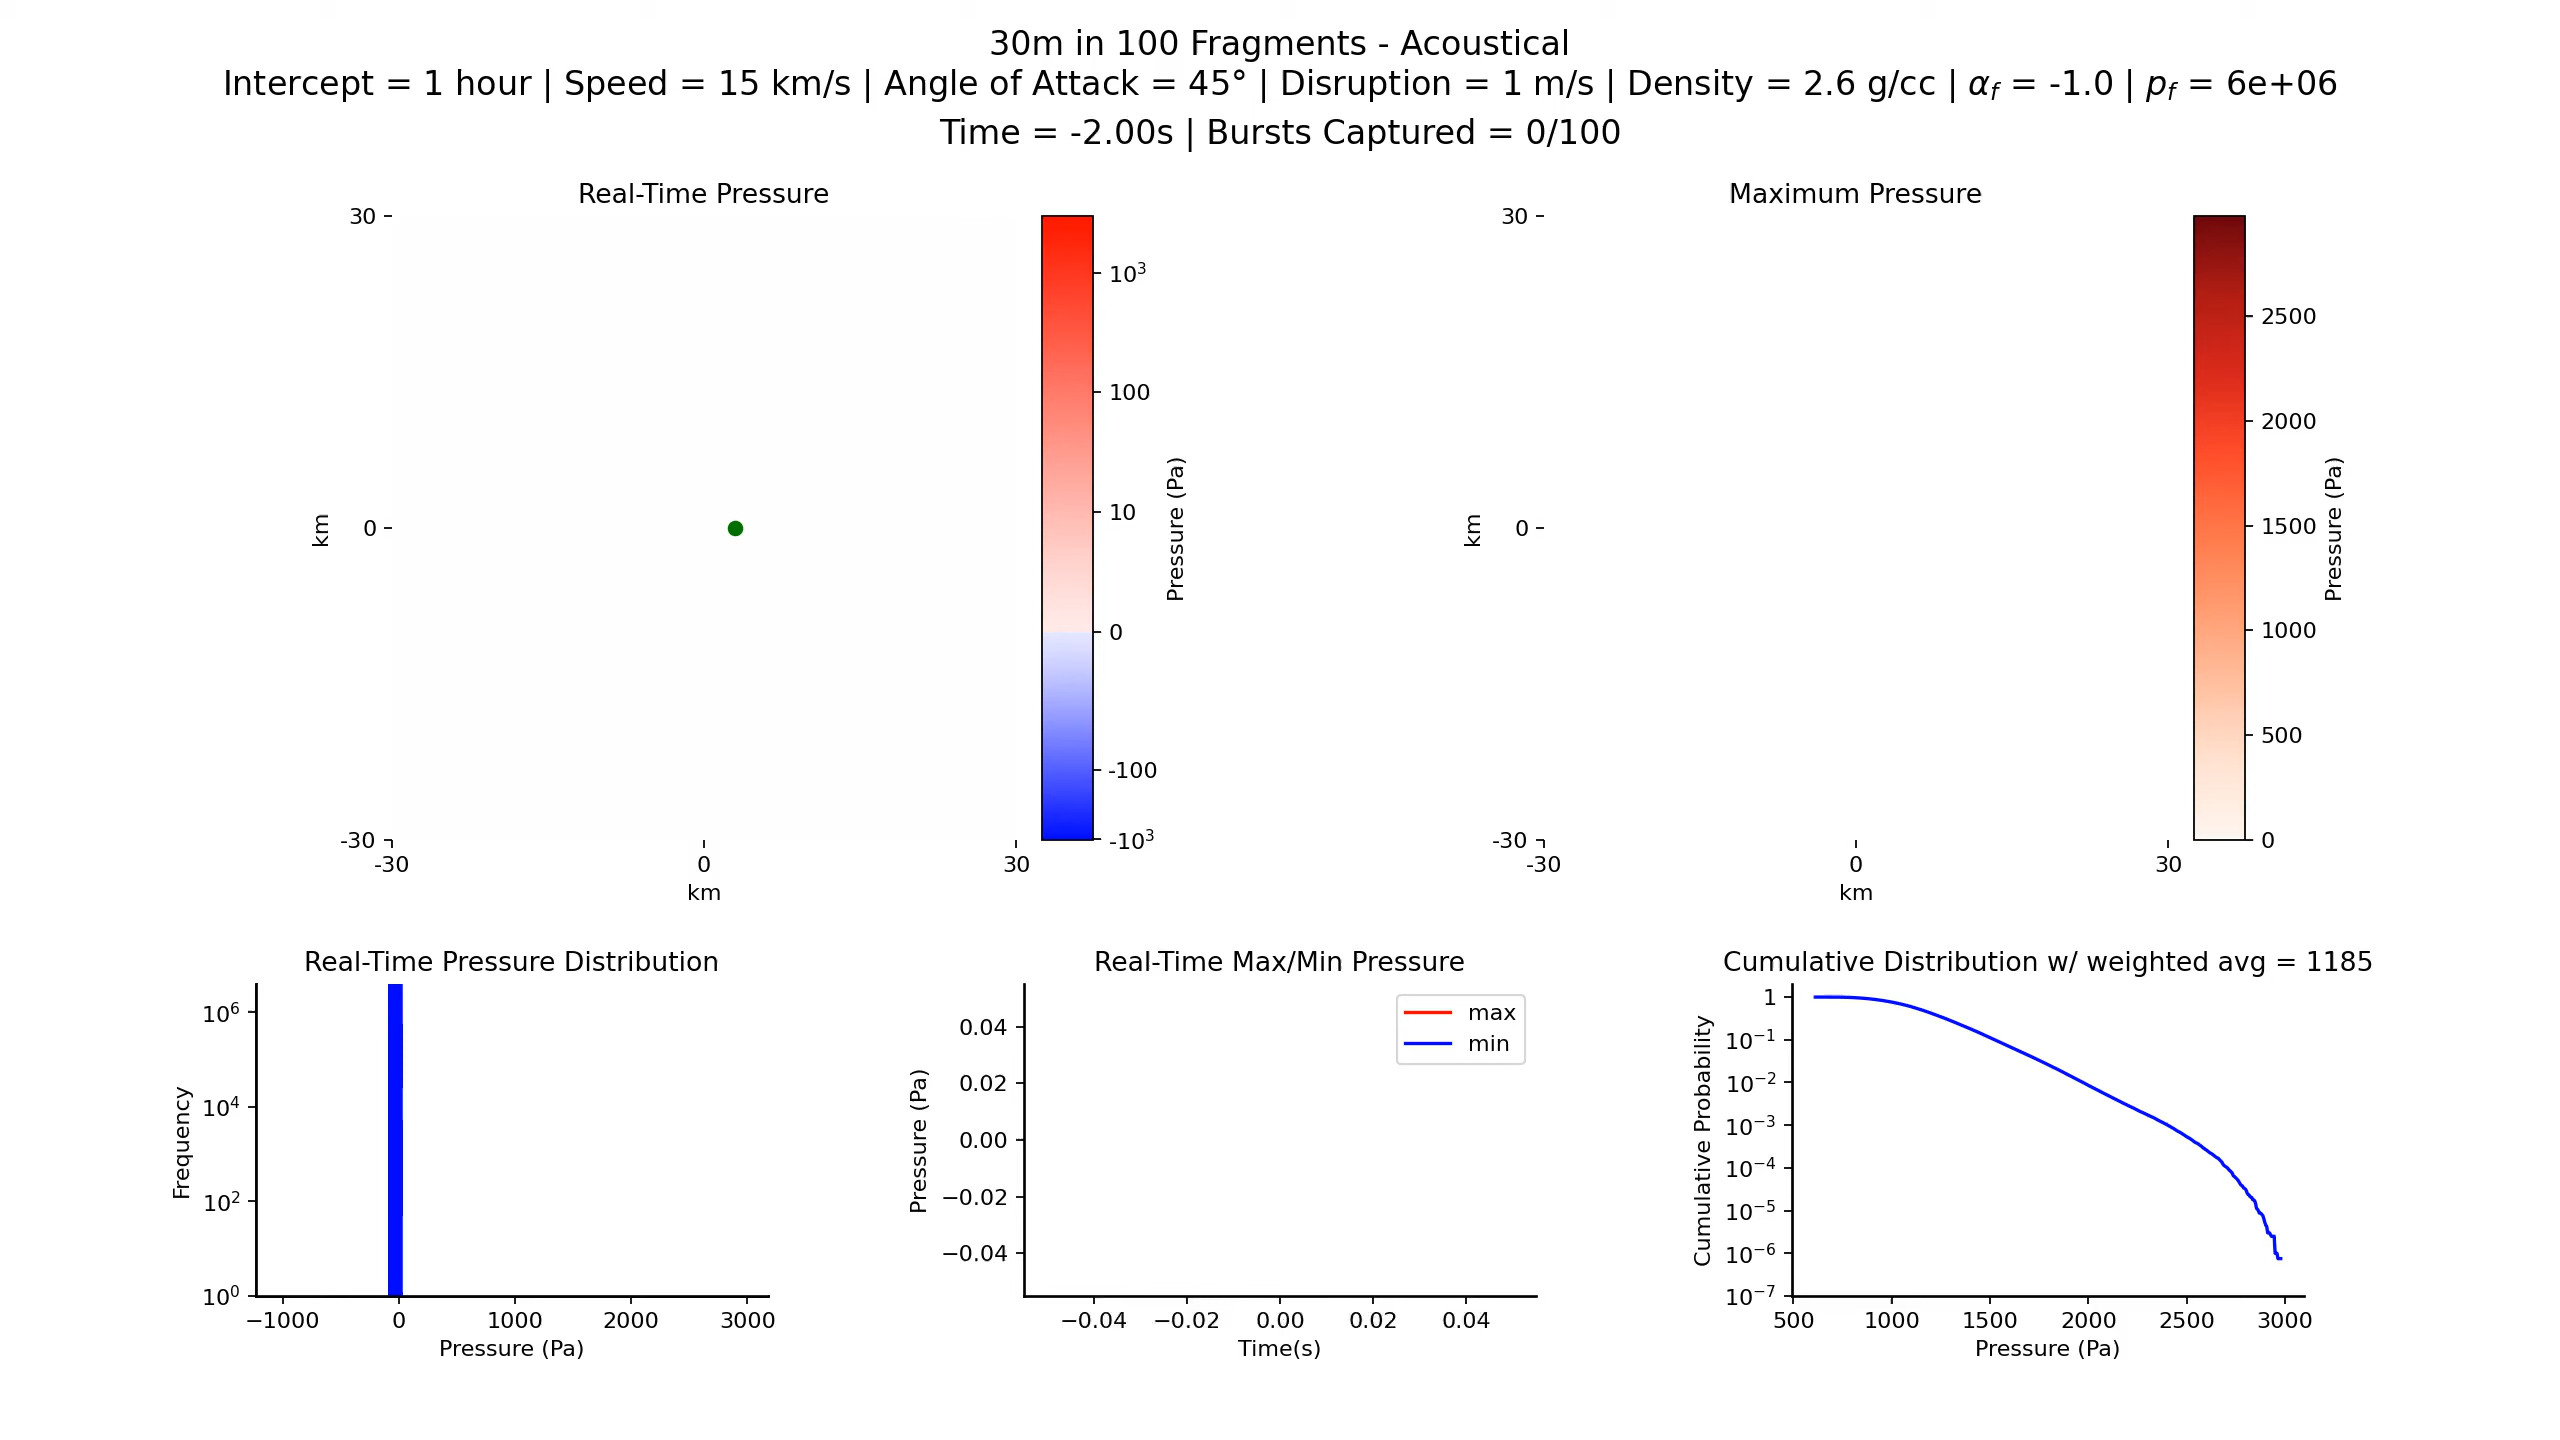 30m in 100 Fragments - Acoustical
Intercept = 1 hour | Speed = 15 km/s | Angle of Attack = 45° | Disruption = 1 m/s | Density = 2.6 g/cc | α_f = -1.0 | p_f = 6e+06
Time = -2.00s | Bursts Captured = 0/100
Real-Time Pressure
30
0
-30
km
-30
0
30
km
10³
100
10
0
-100
-10³
Pressure (Pa)
Maximum Pressure
30
0
-30
km
-30
0
30
km
2500
2000
1500
1000
500
0
Pressure (Pa)
Real-Time Pressure Distribution
10⁶
10⁴
10²
10⁰
Frequency
−1000
0
1000
2000
3000
Pressure (Pa)
Real-Time Max/Min Pressure
max
min
0.04
0.02
0.00
−0.02
−0.04
Pressure (Pa)
−0.04
−0.02
0.00
0.02
0.04
Time(s)
Cumulative Distribution w/ weighted avg = 1185
1
10⁻¹
10⁻²
10⁻³
10⁻⁴
10⁻⁵
10⁻⁶
10⁻⁷
Cumulative Probability
500
1000
1500
2000
2500
3000
Pressure (Pa)